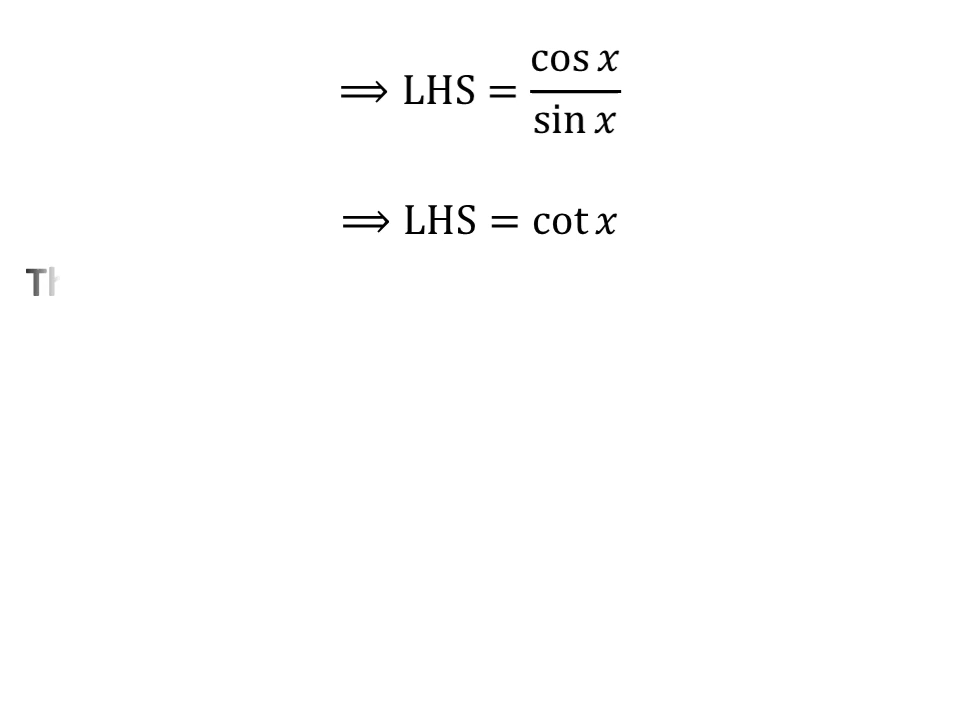 ⟹ LHS = cos x / sin x
⟹ LHS = cot x